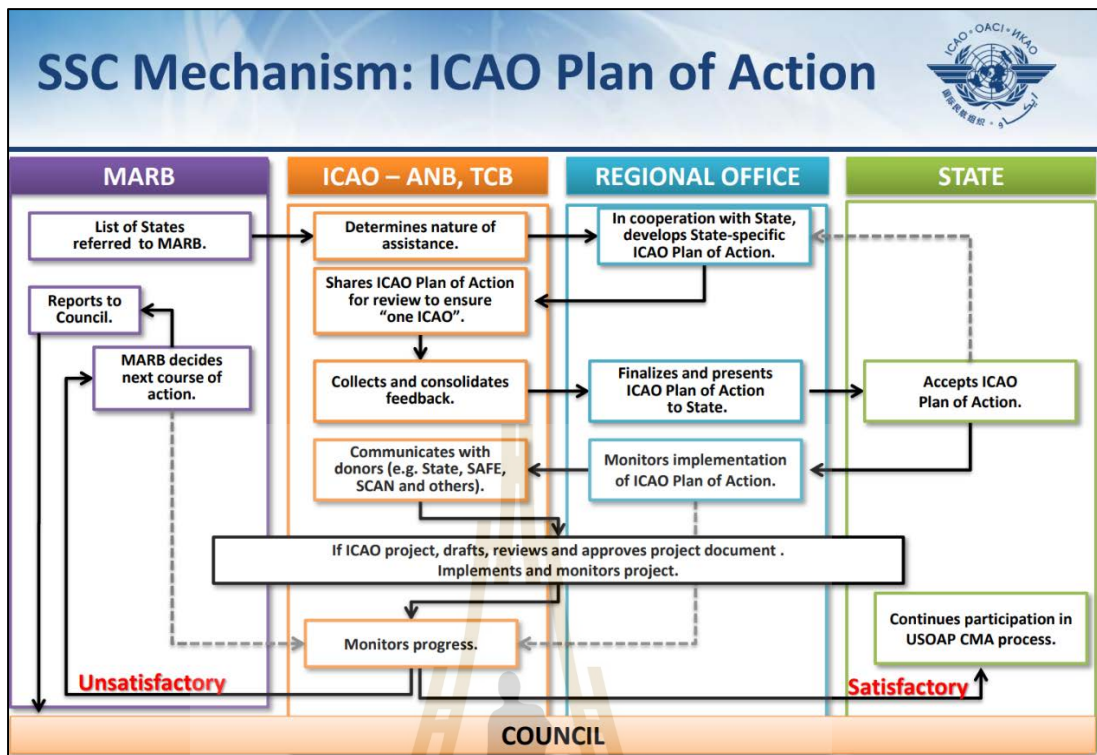 SSC Mechanism: ICAO Plan of Action
ICAO · OACI · ИКАО
MARB
ICAO – ANB, TCB
REGIONAL OFFICE
STATE
List of States
referred to MARB.
Determines nature of
assistance.
In cooperation with State,
develops State-specific
ICAO Plan of Action.
Shares ICAO Plan of Action
for review to ensure
“one ICAO”.
Reports to
Council.
MARB decides
next course of
action.
Collects and consolidates
feedback.
Finalizes and presents
ICAO Plan of Action
to State.
Accepts ICAO
Plan of Action.
Communicates with
donors (e.g. State, SAFE,
SCAN and others).
Monitors implementation
of ICAO Plan of Action.
If ICAO project, drafts, reviews and approves project document .
Implements and monitors project.
Monitors progress.
Continues participation in
USOAP CMA process.
Unsatisfactory
Satisfactory
COUNCIL